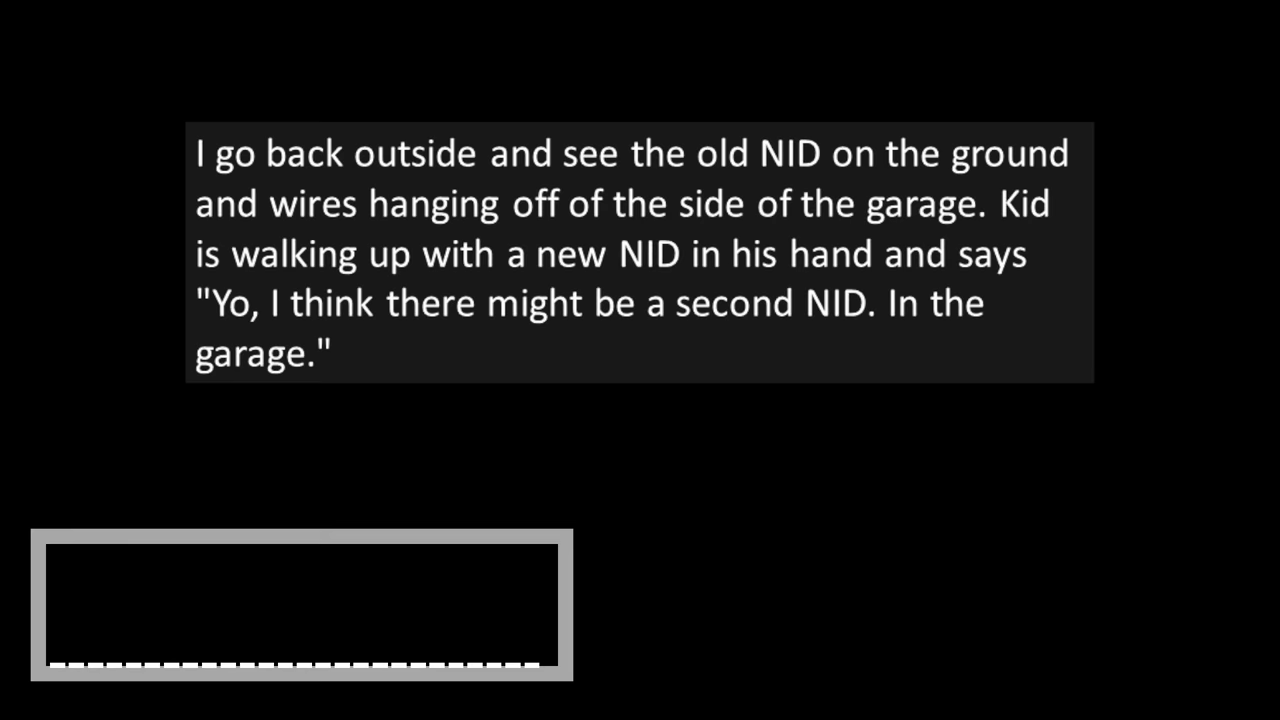 I go back outside and see the old NID on the ground
and wires hanging off of the side of the garage. Kid
is walking up with a new NID in his hand and says
"Yo, I think there might be a second NID. In the
garage."